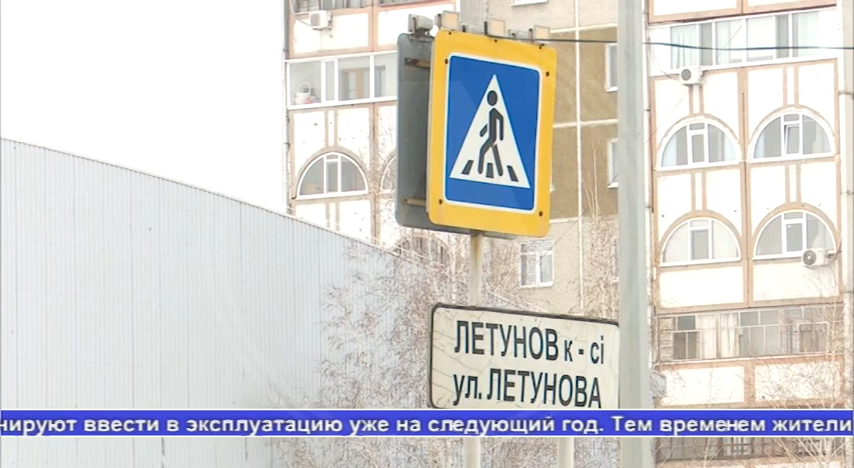 ЛЕТУНОВ к - сі
ул. ЛЕТУНОВА
нируют ввести в эксплуатацию уже на следующий год. Тем временем жители